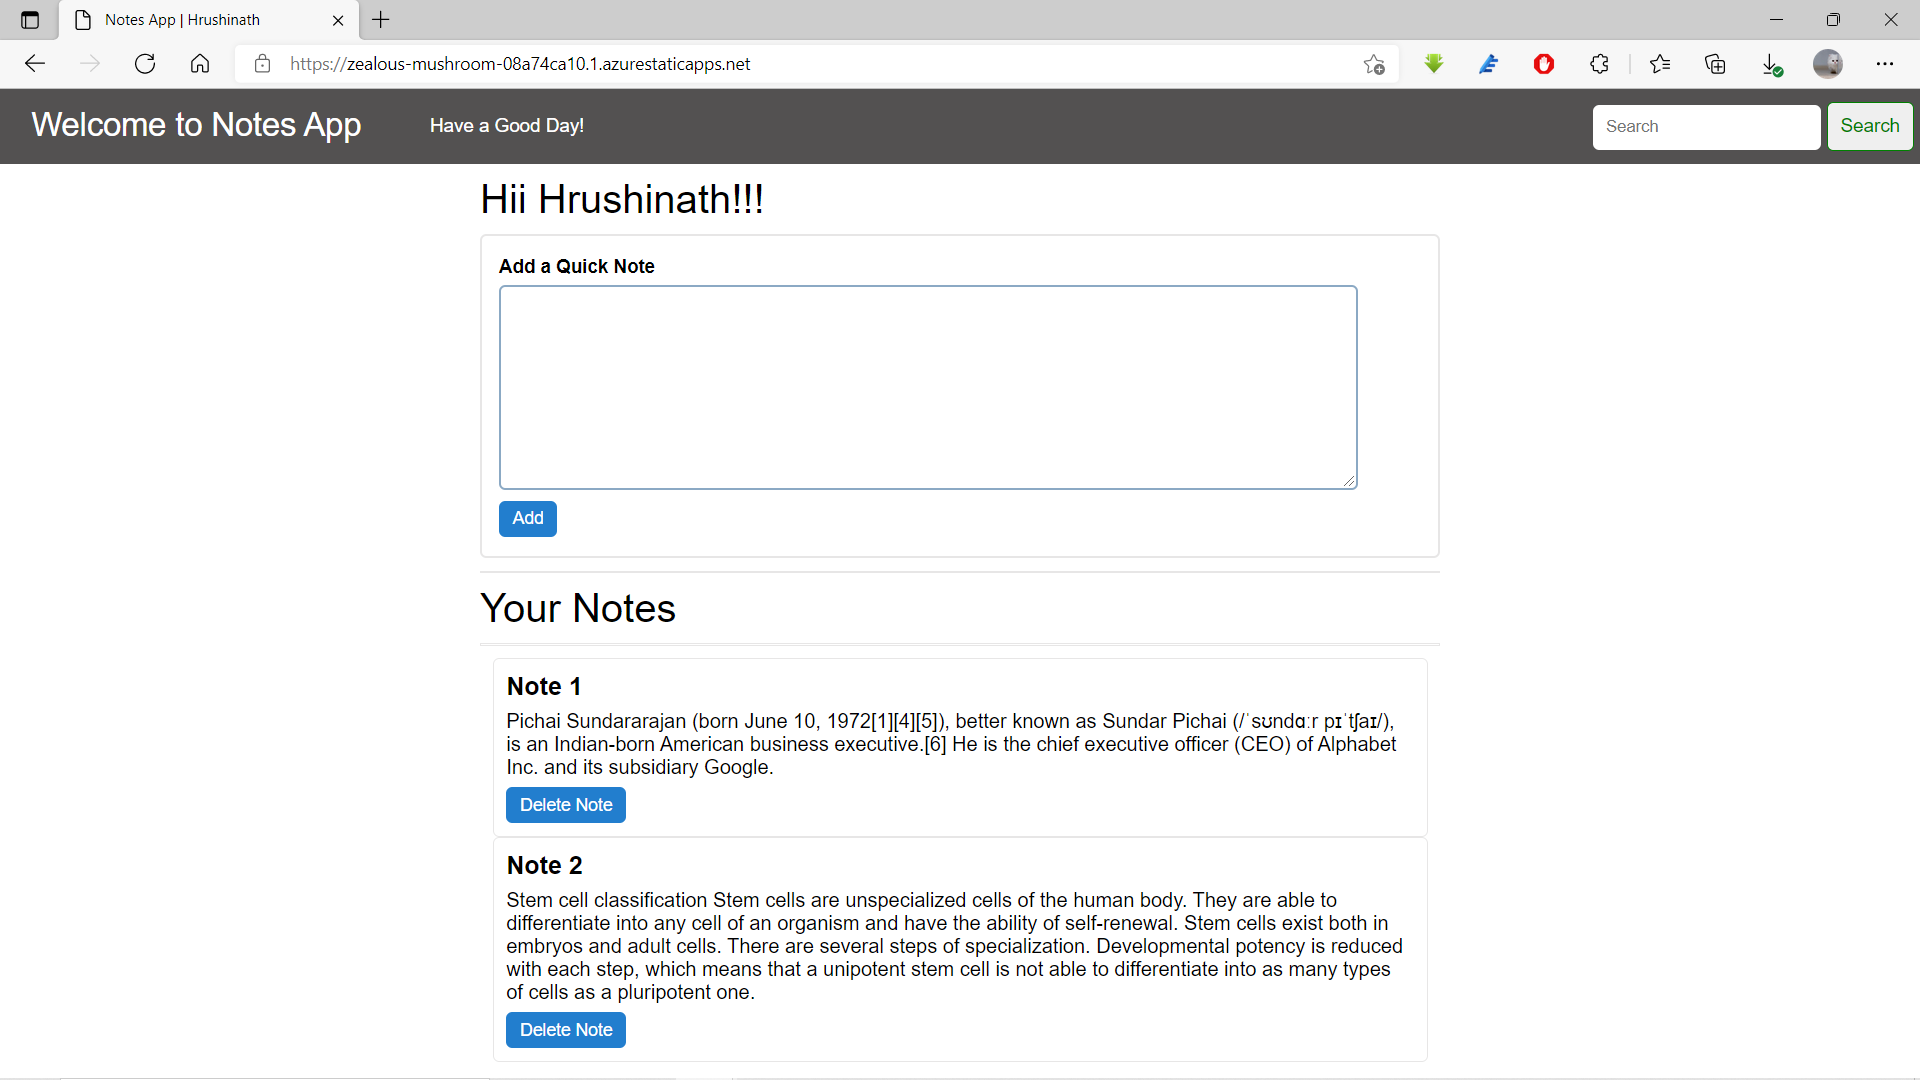 Notes App | Hrushinath
https://zealous-mushroom-08a74ca10.1.azurestaticapps.net
Welcome to Notes App
Have a Good Day!
Search
Search
Hii Hrushinath!!!
Add a Quick Note
Add
Your Notes
Note 1
Pichai Sundararajan (born June 10, 1972[1][4][5]), better known as Sundar Pichai (/ˈsʊndɑːr pɪˈtʃaɪ/),
is an Indian-born American business executive.[6] He is the chief executive officer (CEO) of Alphabet
Inc. and its subsidiary Google.
Delete Note
Note 2
Stem cell classification Stem cells are unspecialized cells of the human body. They are able to
differentiate into any cell of an organism and have the ability of self-renewal. Stem cells exist both in
embryos and adult cells. There are several steps of specialization. Developmental potency is reduced
with each step, which means that a unipotent stem cell is not able to differentiate into as many types
of cells as a pluripotent one.
Delete Note